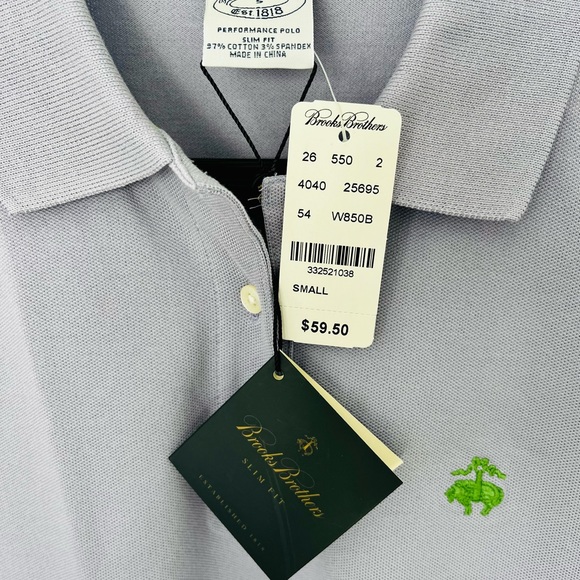 S
Est. 1818
PERFORMANCE POLO
SLIM FIT
97% COTTON 3% SPANDEX
MADE IN CHINA
Brooks Brothers
26 550 2
4040 25695
54 W850B
332521038
SMALL
$59.50
Brooks Brothers
SLIM FIT
ESTABLISHED 1818